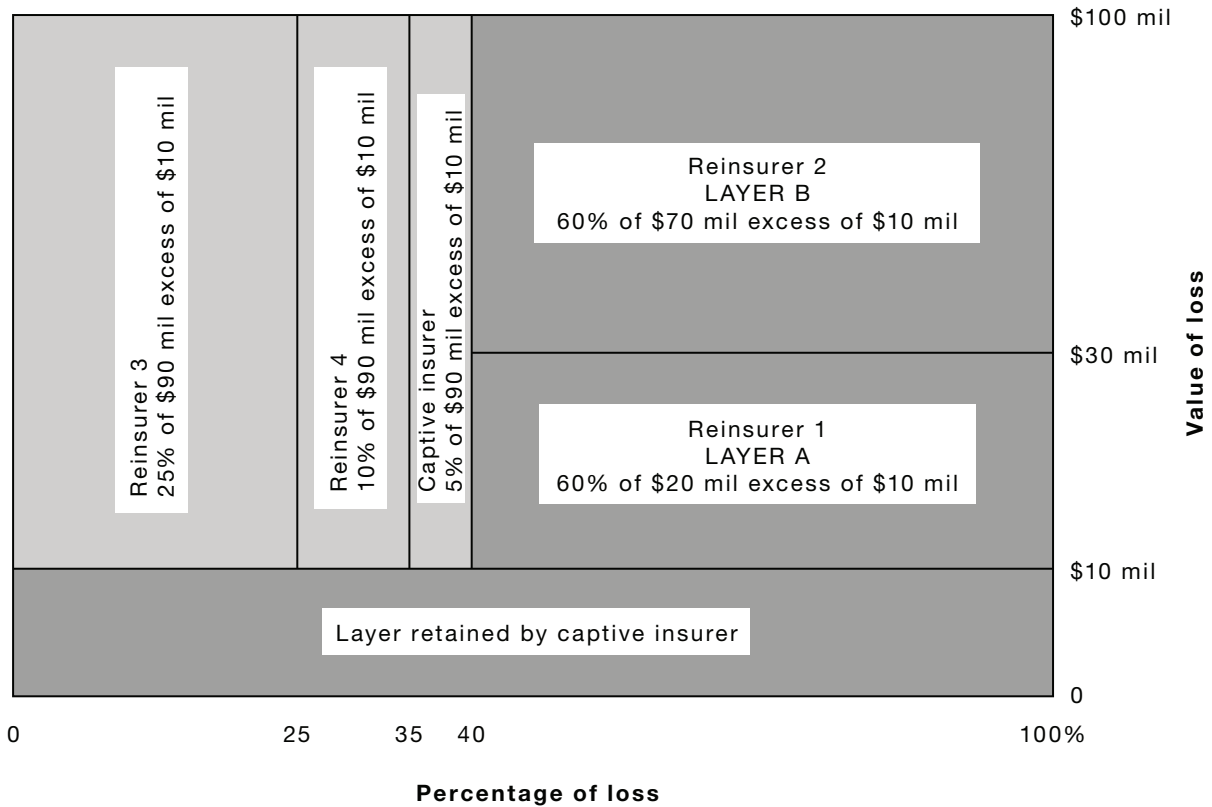 $100 mil
Reinsurer 3
25% of $90 mil excess of $10 mil
Reinsurer 4
10% of $90 mil excess of $10 mil
Captive insurer
5% of $90 mil excess of $10 mil
Reinsurer 2
LAYER B
60% of $70 mil excess of $10 mil
$30 mil
Value of loss
Reinsurer 1
LAYER A
60% of $20 mil excess of $10 mil
$10 mil
Layer retained by captive insurer
0
0
25
35
40
100%
Percentage of loss